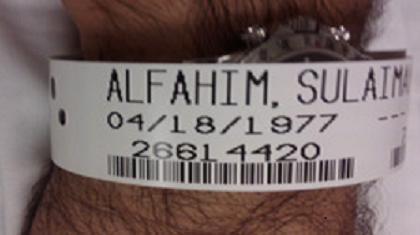 ALFAHIM, SULAIMA
04/18/1977 ---
26614420